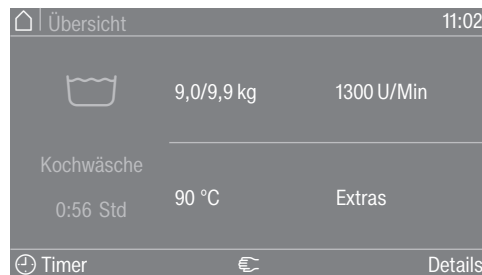 Übersicht 11:02
9,0/9,9 kg 1300 U/Min
Kochwäsche
0:56 Std
90 °C Extras
Timer Details